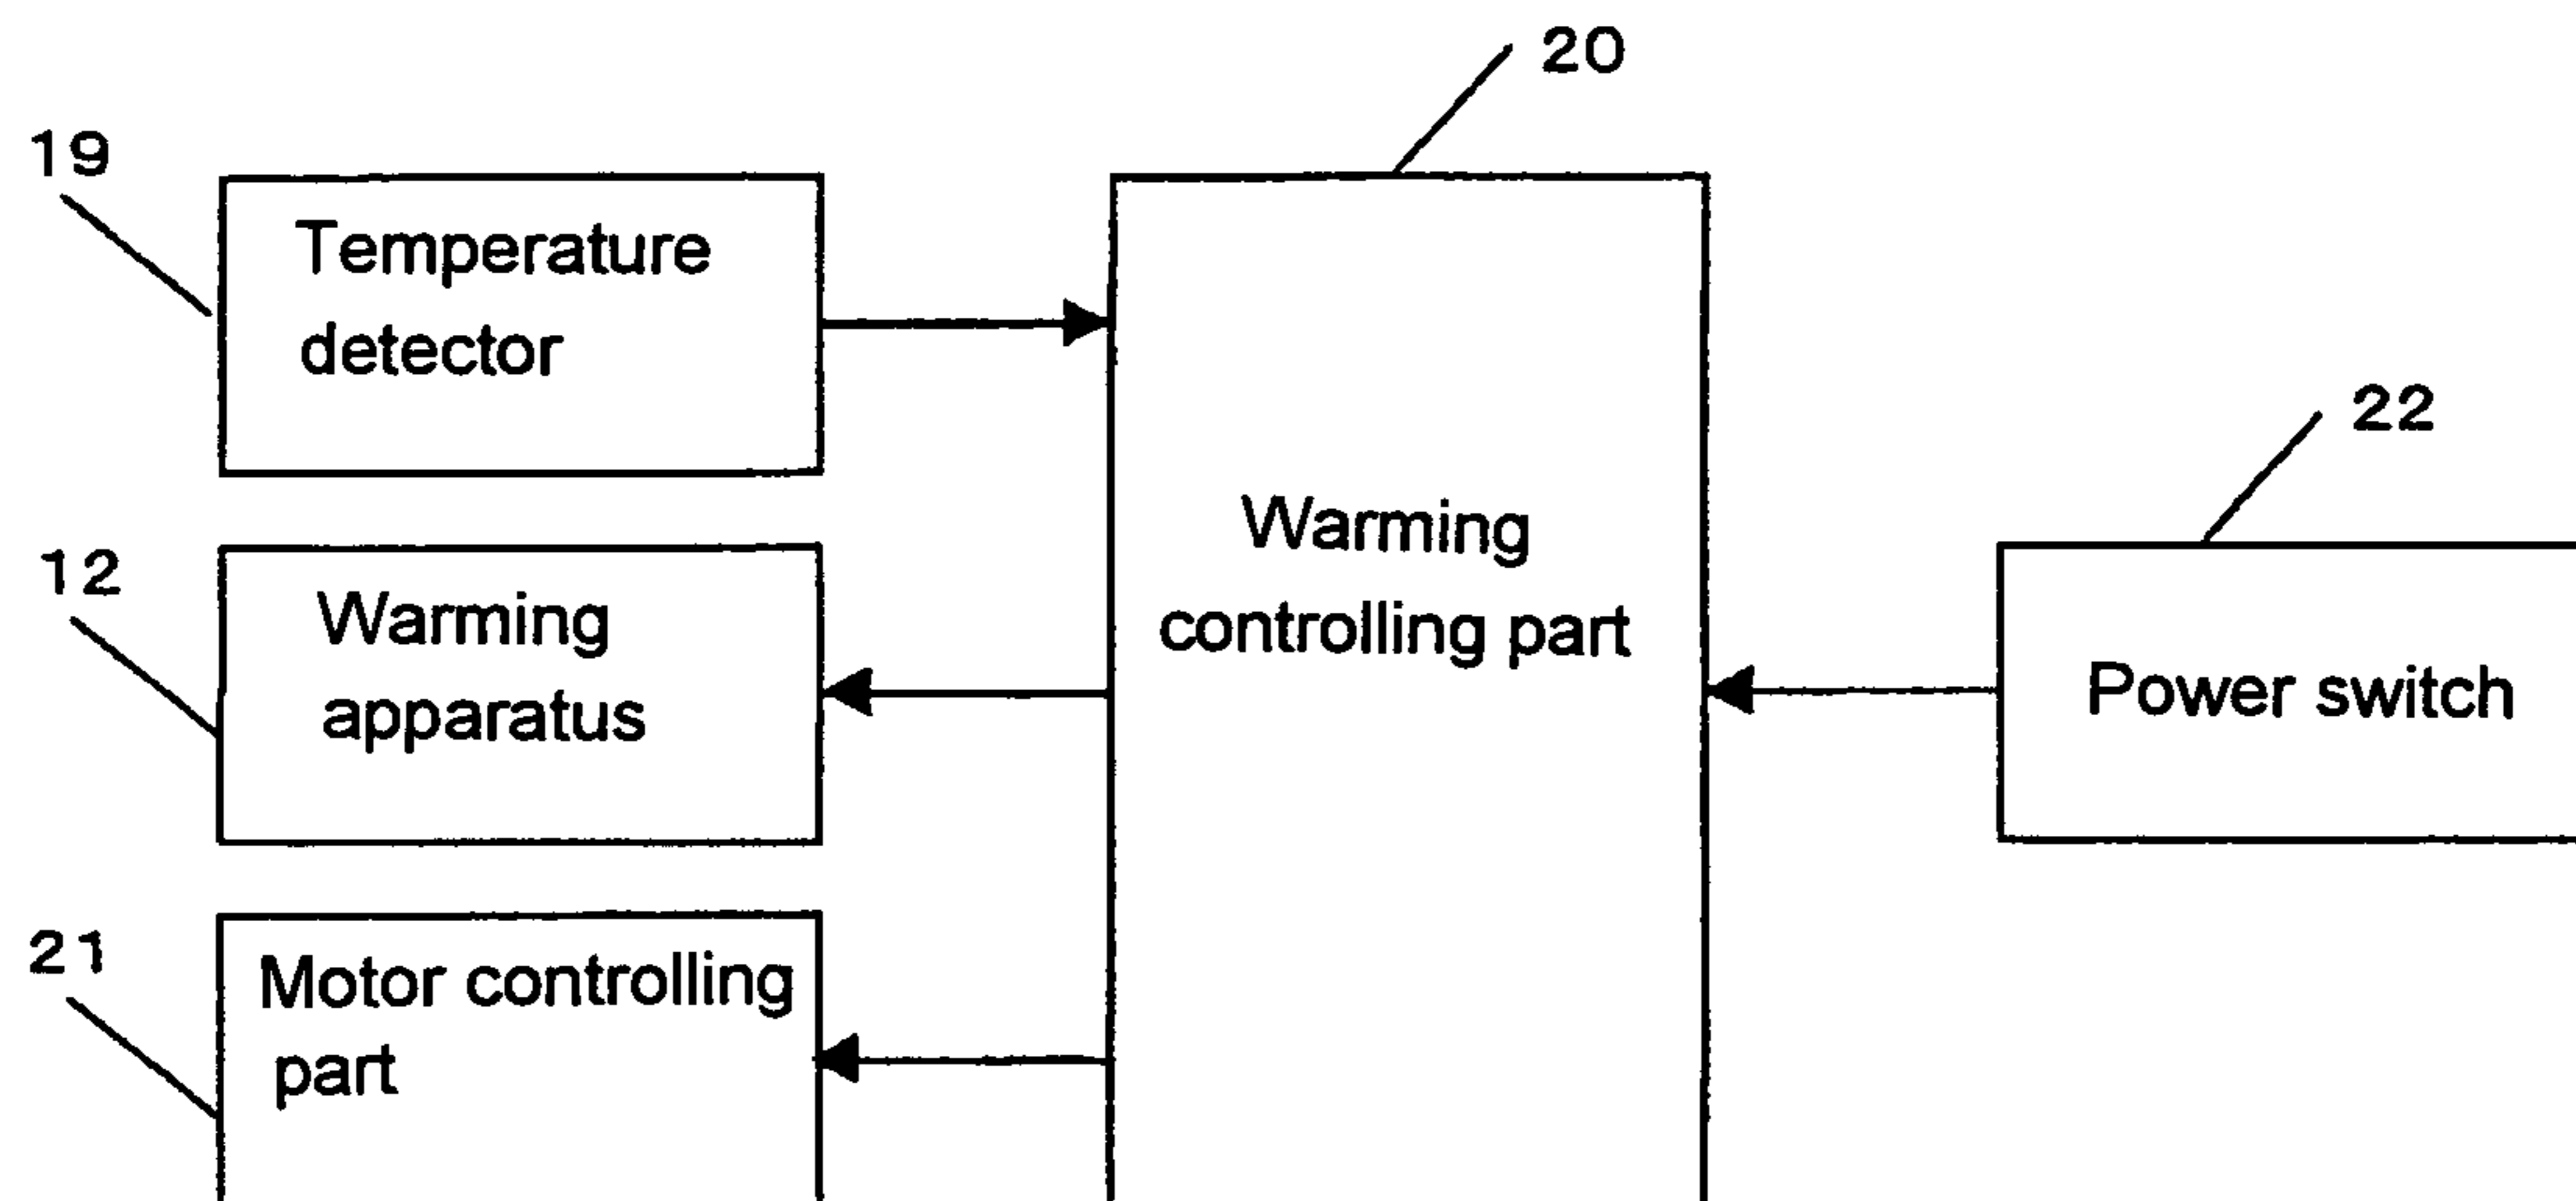 20
19
Temperature
detector
22
Warming
controlling part
12
Warming
apparatus
Power switch
21
Motor controlling
part